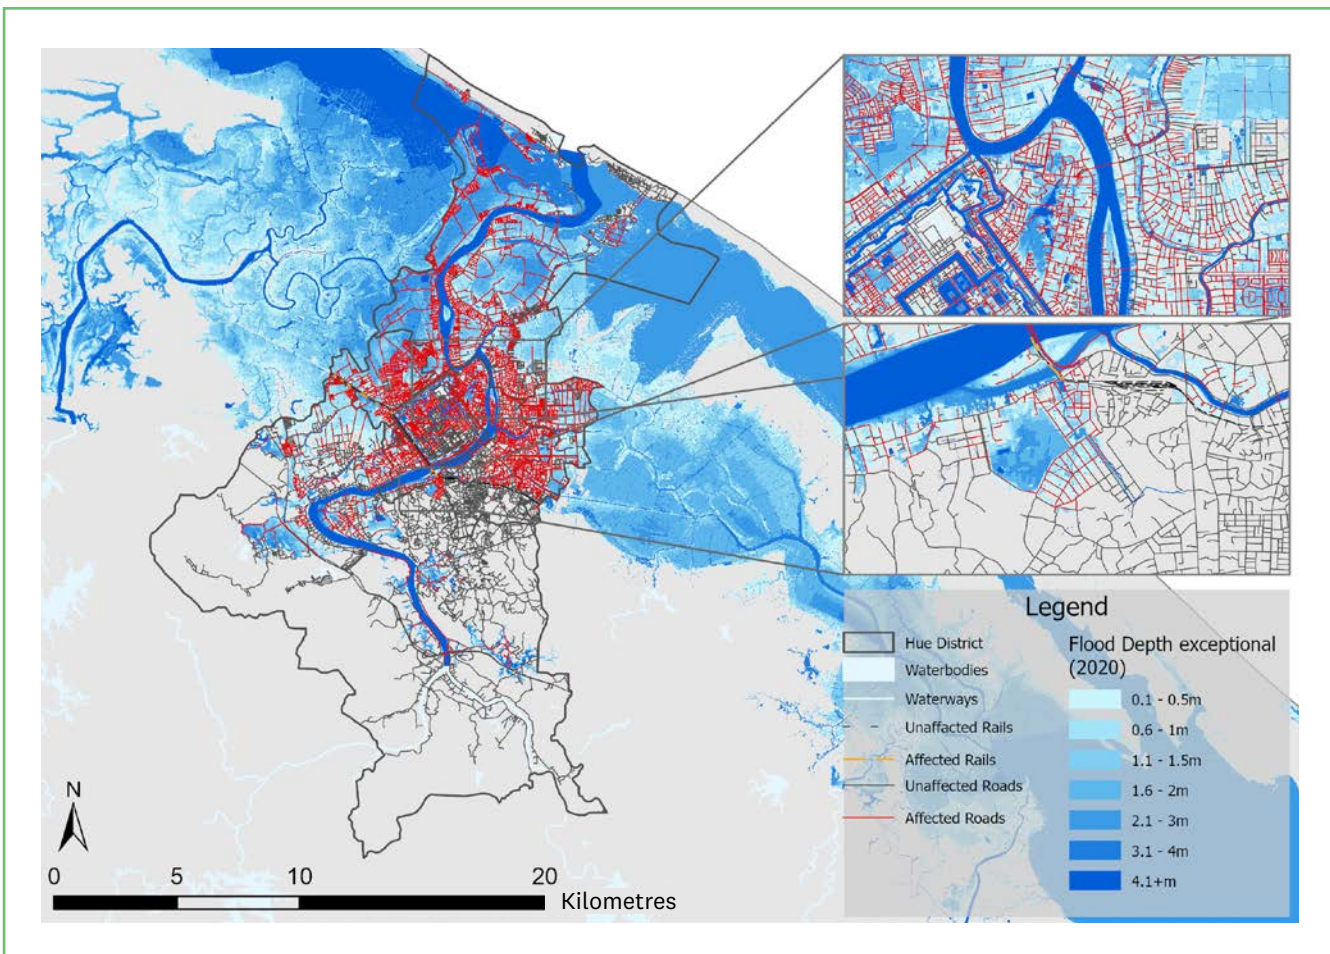 Legend
Hue District
Waterbodies
Waterways
Unaffacted Rails
Affected Rails
Unaffected Roads
Affected Roads
Flood Depth exceptional
(2020)
0.1 - 0.5m
0.6 - 1m
1.1 - 1.5m
1.6 - 2m
2.1 - 3m
3.1 - 4m
4.1+m
N
0 5 10 20 Kilometres